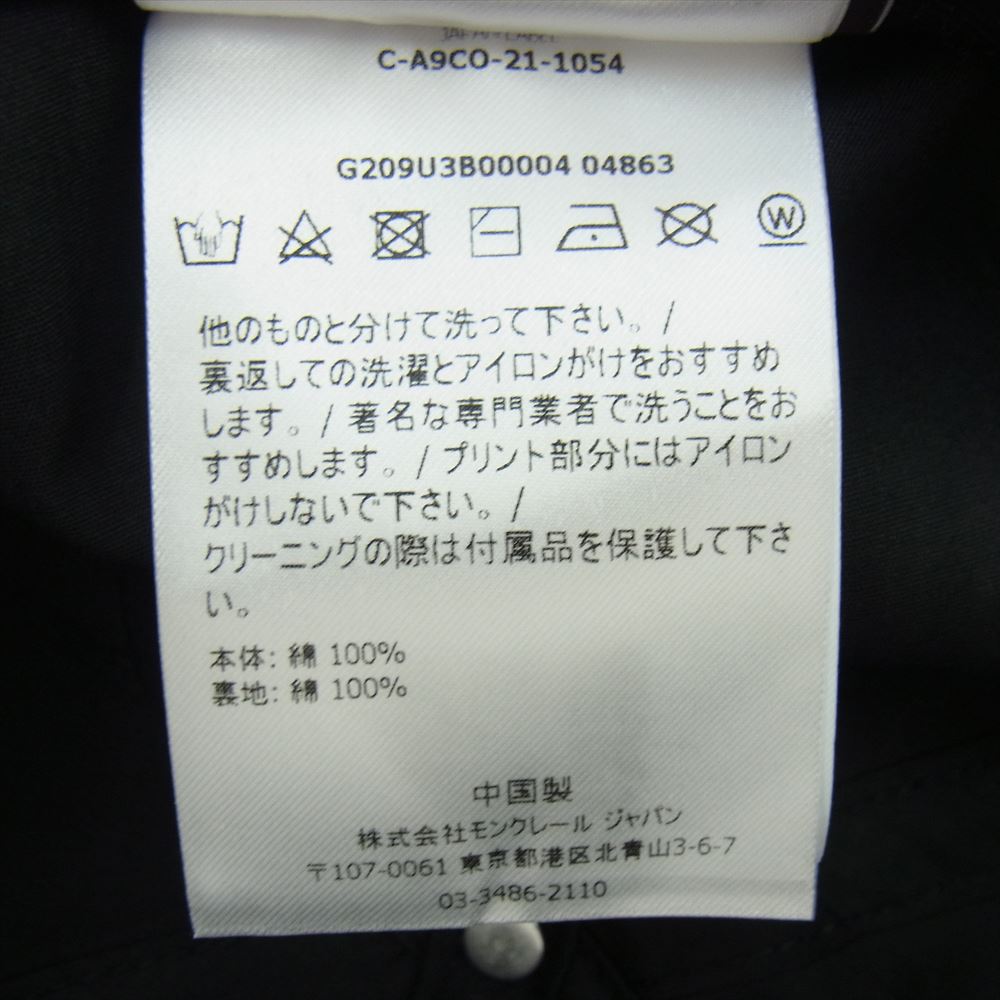 JAPAN LABEL
C-A9CO-21-1054
G209U3B00004 04863
W
他のものと分けて洗って下さい。/
裏返しての洗濯とアイロンがけをおすすめ
します。/ 著名な専門業者で洗うことをお
すすめします。/ プリント部分にはアイロン
がけしないで下さい。/
クリーニングの際は付属品を保護して下さ
い。
本体: 綿 100%
裏地: 綿 100%
中国製
株式会社モンクレール ジャパン
〒107-0061 東京都港区北青山3-6-7
03-3486-2110